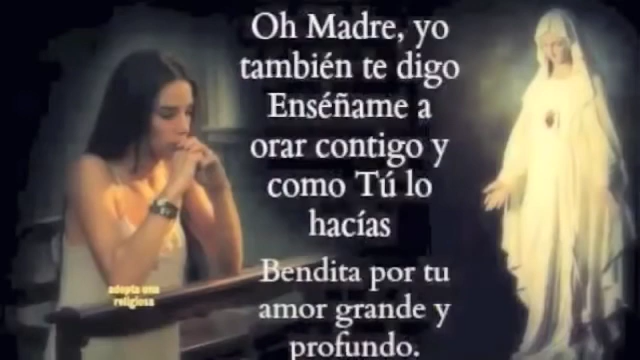 Oh Madre, yo
también te digo
Enséñame a
orar contigo y
como Tú lo
hacías
Bendita por tu
amor grande y
profundo.
adopta una
religiosa